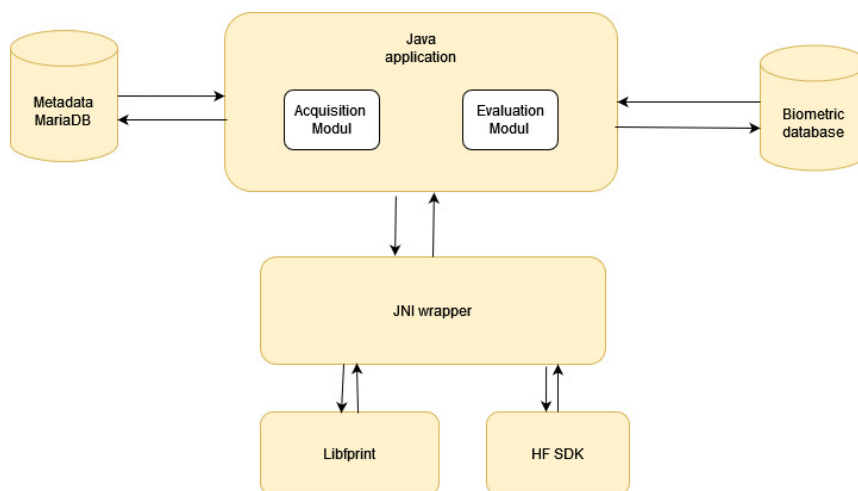 Java
application
Metadata
MariaDB
Acquisition
Modul
Evaluation
Modul
Biometric
database
JNI wrapper
Libfprint
HF SDK